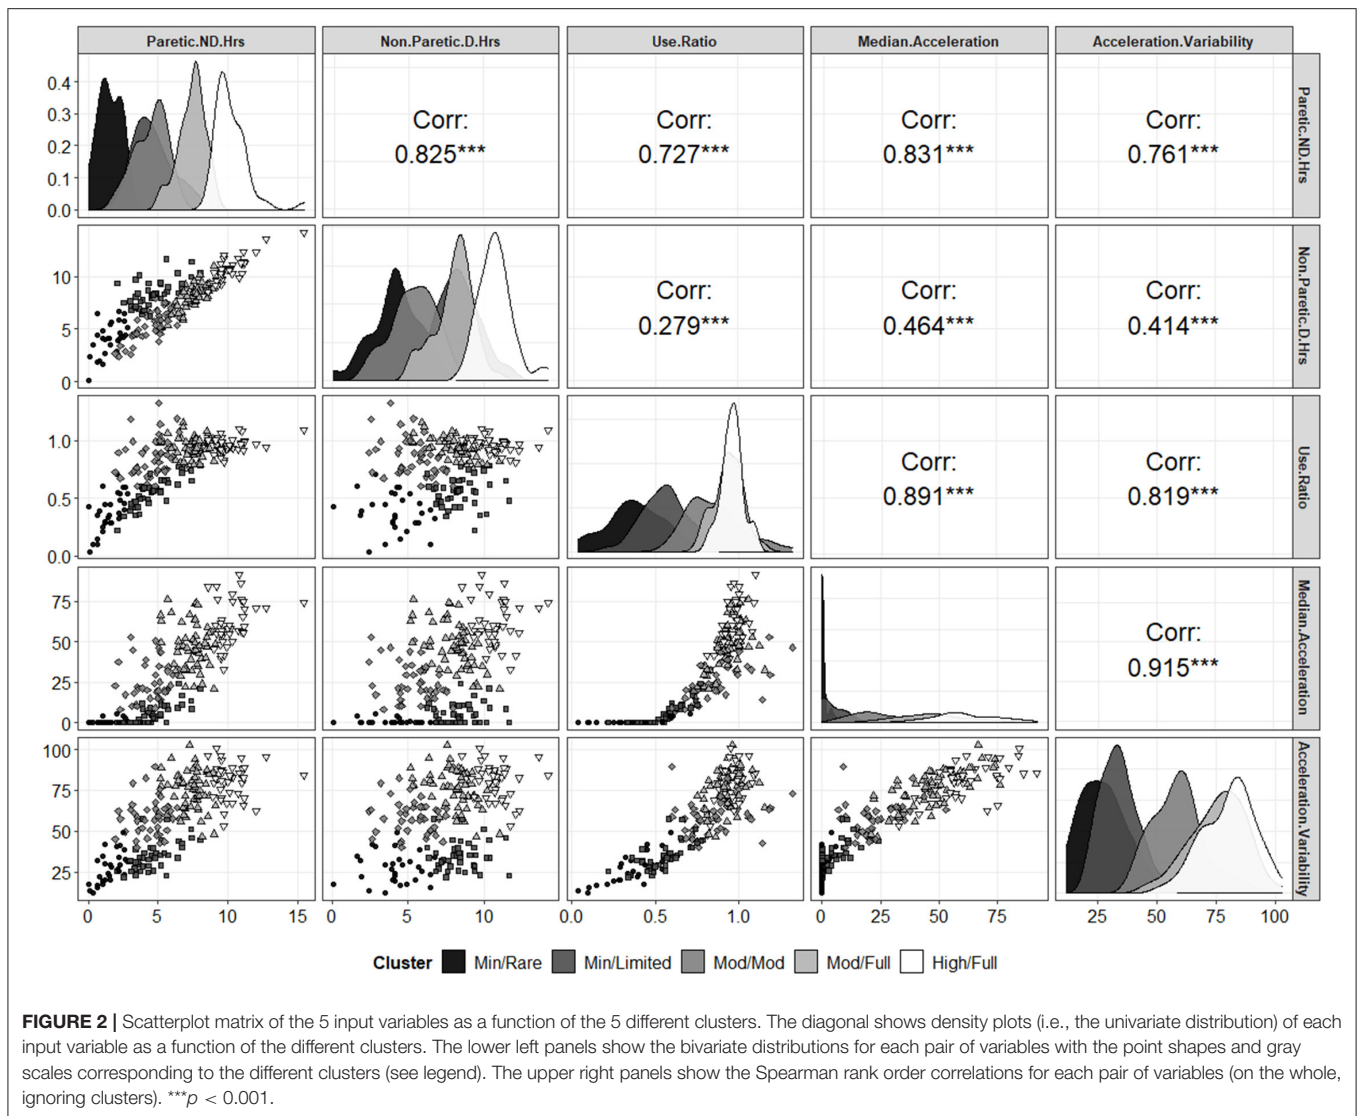 Paretic.ND.Hrs Non.Paretic.D.Hrs Use.Ratio Median.Acceleration Acceleration.Variability
0.4
0.3
0.2
0.1
0.0
Corr:
0.825***
Corr:
0.727***
Corr:
0.831***
Corr:
0.761***
Paretic.ND.Hrs
10
5
0
Corr:
0.279***
Corr:
0.464***
Corr:
0.414***
Non.Paretic.D.Hrs
1.0
0.5
0.0
Corr:
0.891***
Corr:
0.819***
Use.Ratio
75
50
25
0
Corr:
0.915***
Median.Acceleration
100
75
50
25
Acceleration.Variability
0 5 10 15 0 5 10 0.0 0.5 1.0 0 25 50 75 25 50 75 100
Cluster Min/Rare Min/Limited Mod/Mod Mod/Full High/Full
FIGURE 2 | Scatterplot matrix of the 5 input variables as a function of the 5 different clusters. The diagonal shows density plots (i.e., the univariate distribution) of each
input variable as a function of the different clusters. The lower left panels show the bivariate distributions for each pair of variables with the point shapes and gray
scales corresponding to the different clusters (see legend). The upper right panels show the Spearman rank order correlations for each pair of variables (on the whole,
ignoring clusters). ***p < 0.001.